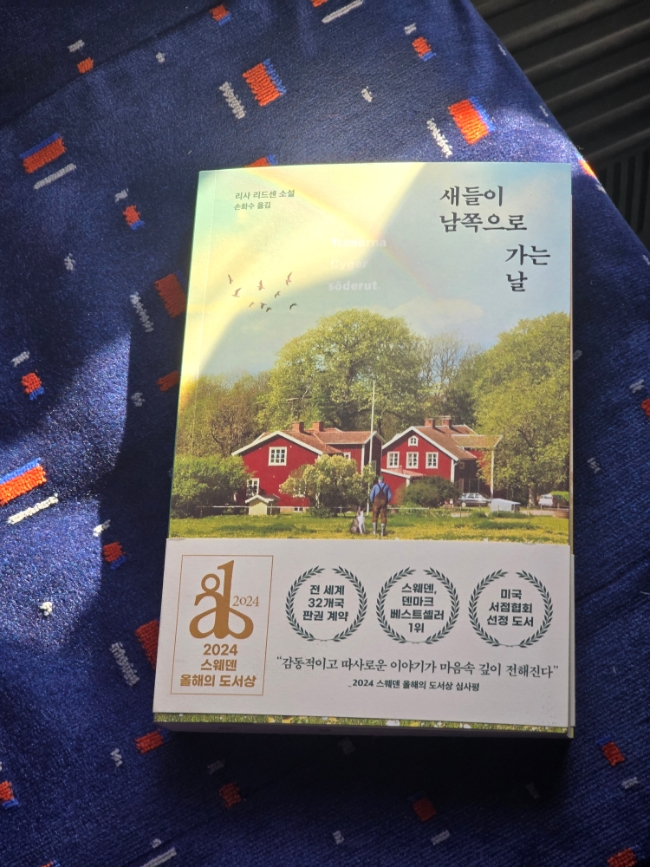 리사 리드센 소설
손화수 옮김
새들이
남쪽으로
가는
날
söderut
2024
2024
스웨덴
올해의 도서상
전 세계
32개국
판권 계약
스웨덴,
덴마크
베스트셀러
1위
미국
서점협회
선정 도서
“감동적이고 따사로운 이야기가 마음속 깊이 전해진다”
_2024 스웨덴 올해의 도서상 심사평